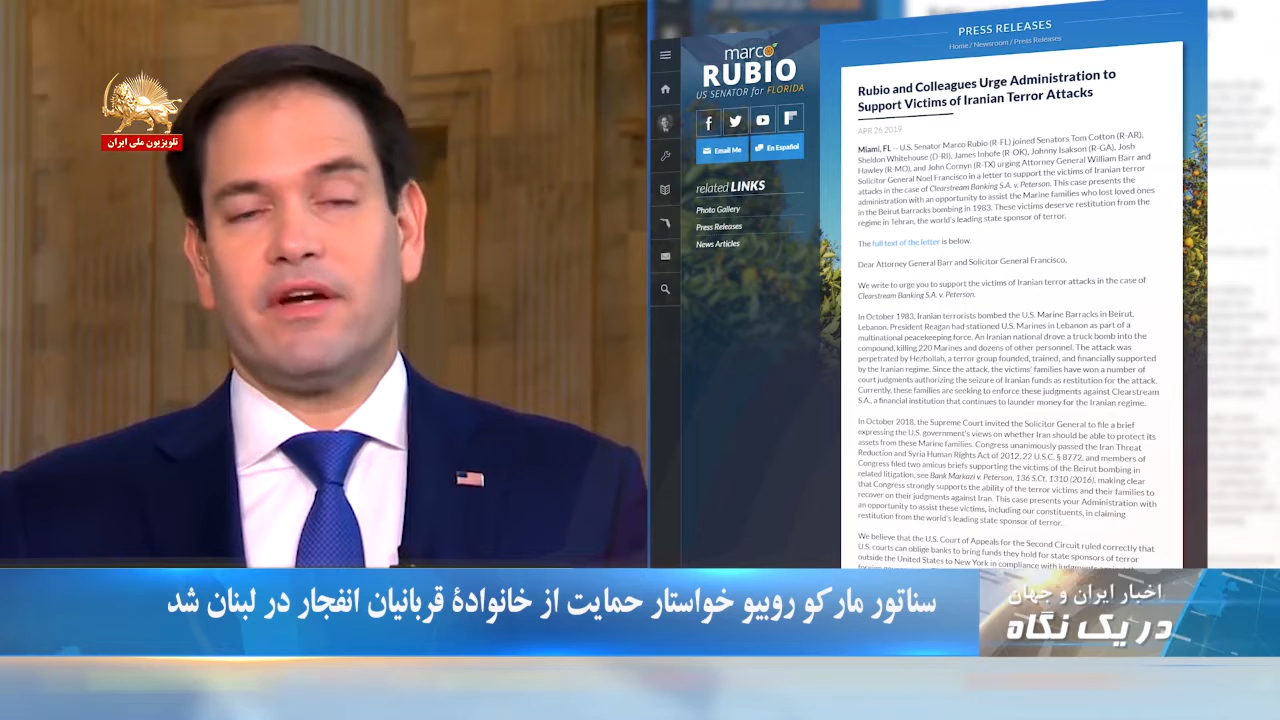 تلویزیون ملی ایران
marco
RUBIO
US SENATOR for FLORIDA
Email Me
En Español
related LINKS
Photo Gallery
Press Releases
News Articles
PRESS RELEASES
Home / Newsroom / Press Releases
Rubio and Colleagues Urge Administration to
Support Victims of Iranian Terror Attacks
APR 26 2019
Miami, FL — U.S. Senator Marco Rubio (R-FL) joined Senators Tom Cotton (R-AR),
Sheldon Whitehouse (D-RI), James Inhofe (R-OK), Johnny Isakson (R-GA), Josh
Hawley (R-MO), and John Cornyn (R-TX) urging Attorney General William Barr and
Solicitor General Noel Francisco in a letter to support the victims of Iranian terror
attacks in the case of Clearstream Banking S.A. v. Peterson. This case presents the
administration with an opportunity to assist the Marine families who lost loved ones
in the Beirut barracks bombing in 1983. These victims deserve restitution from the
regime in Tehran, the world's leading state sponsor of terror.
The full text of the letter is below.
Dear Attorney General Barr and Solicitor General Francisco,
We write to urge you to support the victims of Iranian terror attacks in the case of
Clearstream Banking S.A. v. Peterson.
In October 1983, Iranian terrorists bombed the U.S. Marine Barracks in Beirut,
Lebanon. President Reagan had stationed U.S. Marines in Lebanon as part of a
multinational peacekeeping force. An Iranian national drove a truck bomb into the
compound, killing 220 Marines and dozens of other personnel. The attack was
perpetrated by Hezbollah, a terror group founded, trained, and financially supported
by the Iranian regime. Since the attack, the victims' families have won a number of
court judgments authorizing the seizure of Iranian funds as restitution for the attack.
Currently, these families are seeking to enforce these judgments against Clearstream
S.A., a financial institution that continues to launder money for the Iranian regime.
In October 2018, the Supreme Court invited the Solicitor General to file a brief
expressing the U.S. government's views on whether Iran should be able to protect its
assets from these Marine families. Congress unanimously passed the Iran Threat
Reduction and Syria Human Rights Act of 2012, 22 U.S.C. § 8772, and members of
Congress filed two amicus briefs supporting the victims of the Beirut bombing in
related litigation, see Bank Markazi v. Peterson, 136 S.Ct. 1310 (2016), making clear
that Congress strongly supports the ability of the terror victims and their families to
recover on their judgments against Iran. This case presents your Administration with
an opportunity to assist these victims, including our constituents, in claiming
restitution from the world's leading state sponsor of terror.
We believe that the U.S. Court of Appeals for the Second Circuit ruled correctly that
U.S. courts can oblige banks to bring funds they hold for state sponsors of terror
outside the United States to New York in compliance with
سناتور مارکو روبیو خواستار حمایت از خانوادهٔ قربانیان انفجار در لبنان شد
اخبار ایران و جهان
در یک نگاه